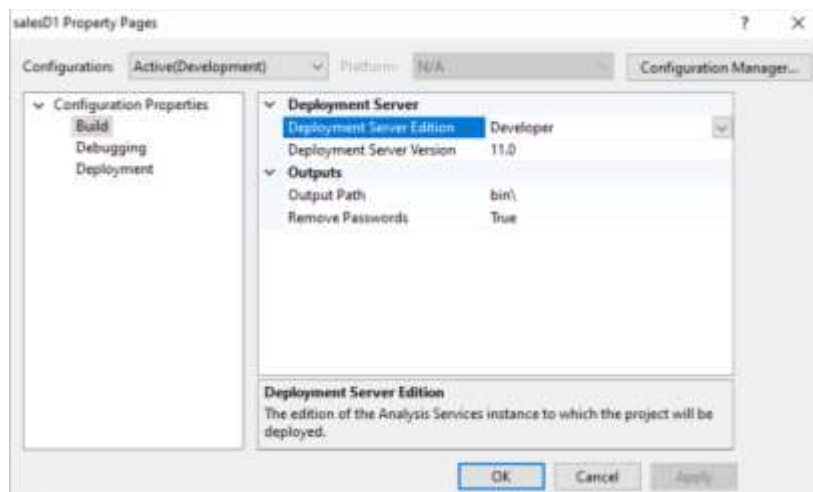 salesD1 Property Pages ? ×
Configuration: Active(Development) Platform: N/A Configuration Manager...
Configuration Properties
Build
Debugging
Deployment
Deployment Server
Deployment Server Edition Developer
Deployment Server Version 11.0
Outputs
Output Path bin\
Remove Passwords True
Deployment Server Edition
The edition of the Analysis Services instance to which the project will be
deployed.
OK Cancel Apply